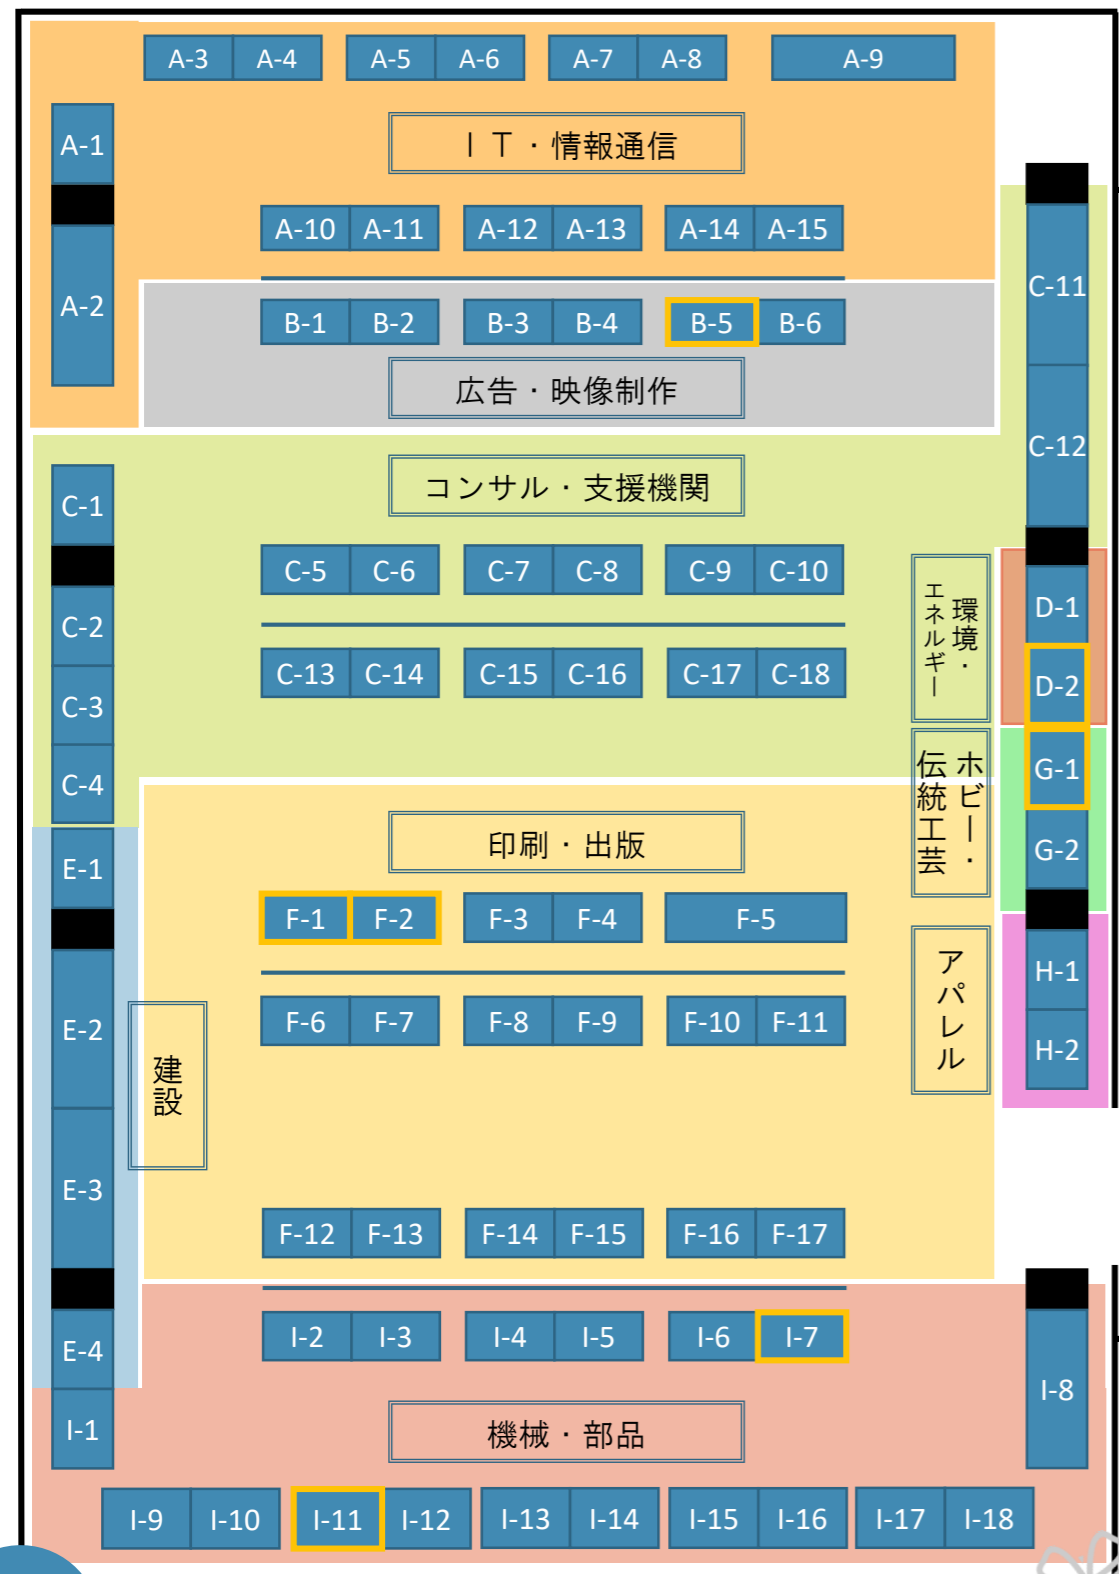 A-3 A-4 A-5 A-6 A-7 A-8 A-9
A-1
ＩＴ・情報通信
A-10 A-11 A-12 A-13 A-14 A-15
A-2
C-11
B-1 B-2 B-3 B-4 B-5 B-6
広告・映像制作
C-12
コンサル・支援機関
C-1
C-5 C-6 C-7 C-8 C-9 C-10
環境・
エネルギー
D-1
C-2
C-13 C-14 C-15 C-16 C-17 C-18
D-2
C-3
C-4
ホビー・
伝統工芸
G-1
印刷・出版
G-2
E-1
F-1 F-2 F-3 F-4 F-5
アパレル
H-1
E-2
F-6 F-7 F-8 F-9 F-10 F-11
H-2
建設
E-3
F-12 F-13 F-14 F-15 F-16 F-17
E-4
I-2 I-3 I-4 I-5 I-6 I-7
I-8
I-1
機械・部品
I-9 I-10 I-11 I-12 I-13 I-14 I-15 I-16 I-17 I-18